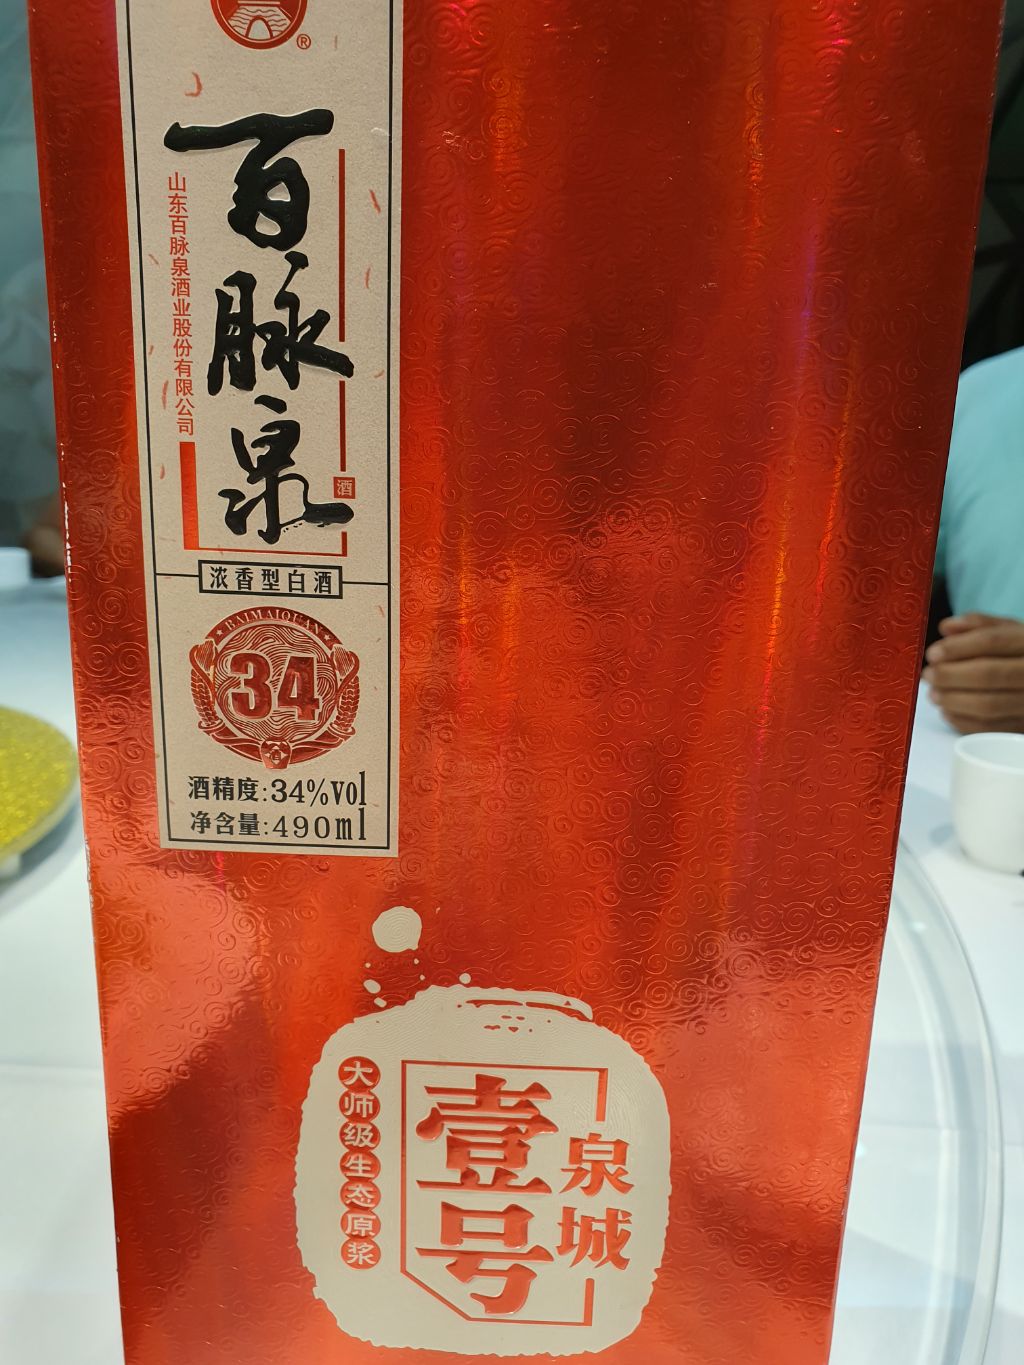 ®
百脉泉
酒
山东百脉泉酒业股份有限公司
浓香型白酒
BAIMAIQUAN
34
酒精度:34%vol
净含量:490ml
泉城
壹号
大师级生态原浆